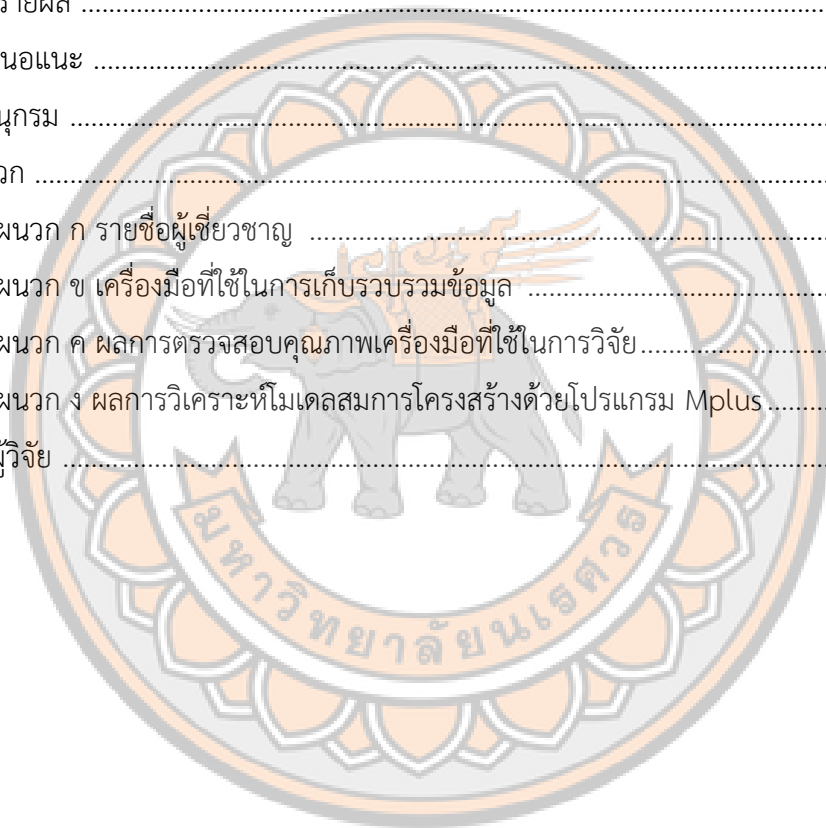 รายผล ........................................................................................................
นอแนะ ........................................................................................................
นุกรม ........................................................................................................
วก ........................................................................................................
ผนวก ก รายชื่อผู้เชี่ยวชาญ ........................................................................
ผนวก ข เครื่องมือที่ใช้ในการเก็บรวบรวมข้อมูล ..........................................
ผนวก ค ผลการตรวจสอบคุณภาพเครื่องมือที่ใช้ในการวิจัย..........................
ผนวก ง ผลการวิเคราะห์โมเดลสมการโครงสร้างด้วยโปรแกรม Mplus.........
ผู้วิจัย ........................................................................................................
มหาวิทยาลัยนเรศวร